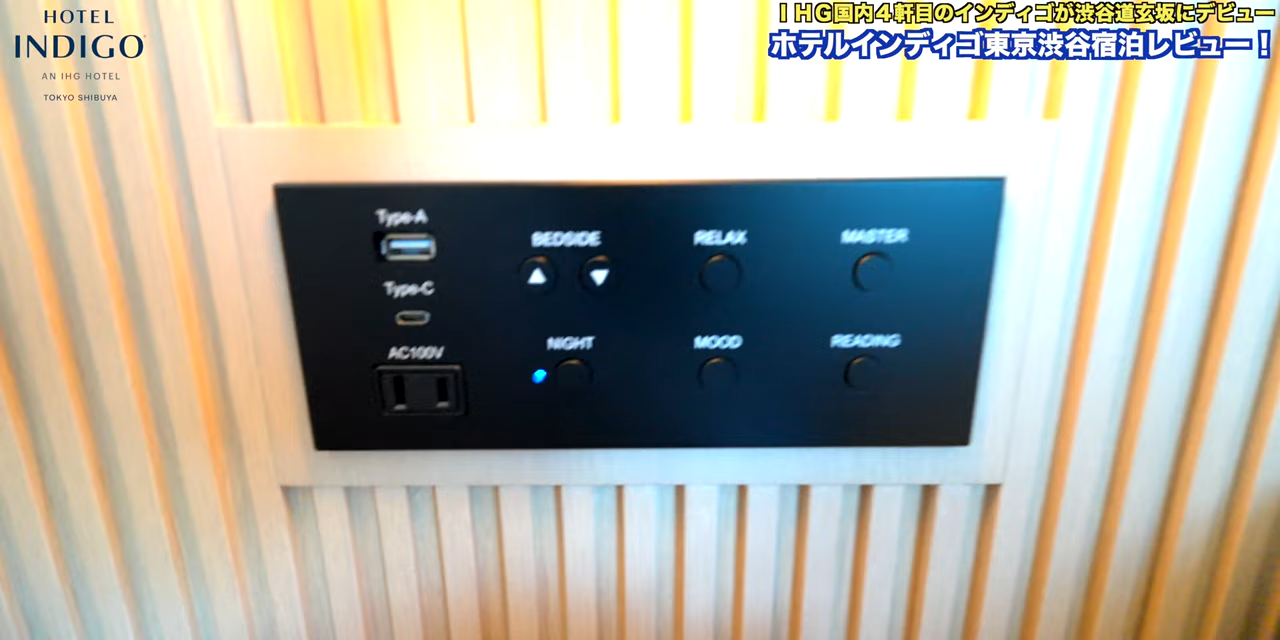 HOTEL
INDIGO
AN IHG HOTEL
TOKYO SHIBUYA
IHG国内4軒目のインディゴが渋谷道玄坂にデビュー
ホテルインディゴ東京渋谷宿泊レビュー！
Type-A
BEDSIDE
RELAX
MASTER
Type-C
NIGHT
MOOD
READING
AC100V